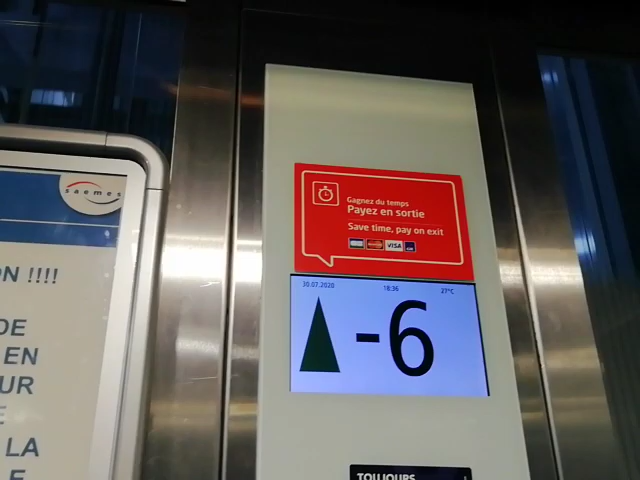 saemes
ON !!!!
DE
EN
UR
E
LA
E
Gagnez du temps
Payez en sortie
Save time, pay on exit
VISA
30.07.2020 18:36 27°C
-6
TOUJOURS